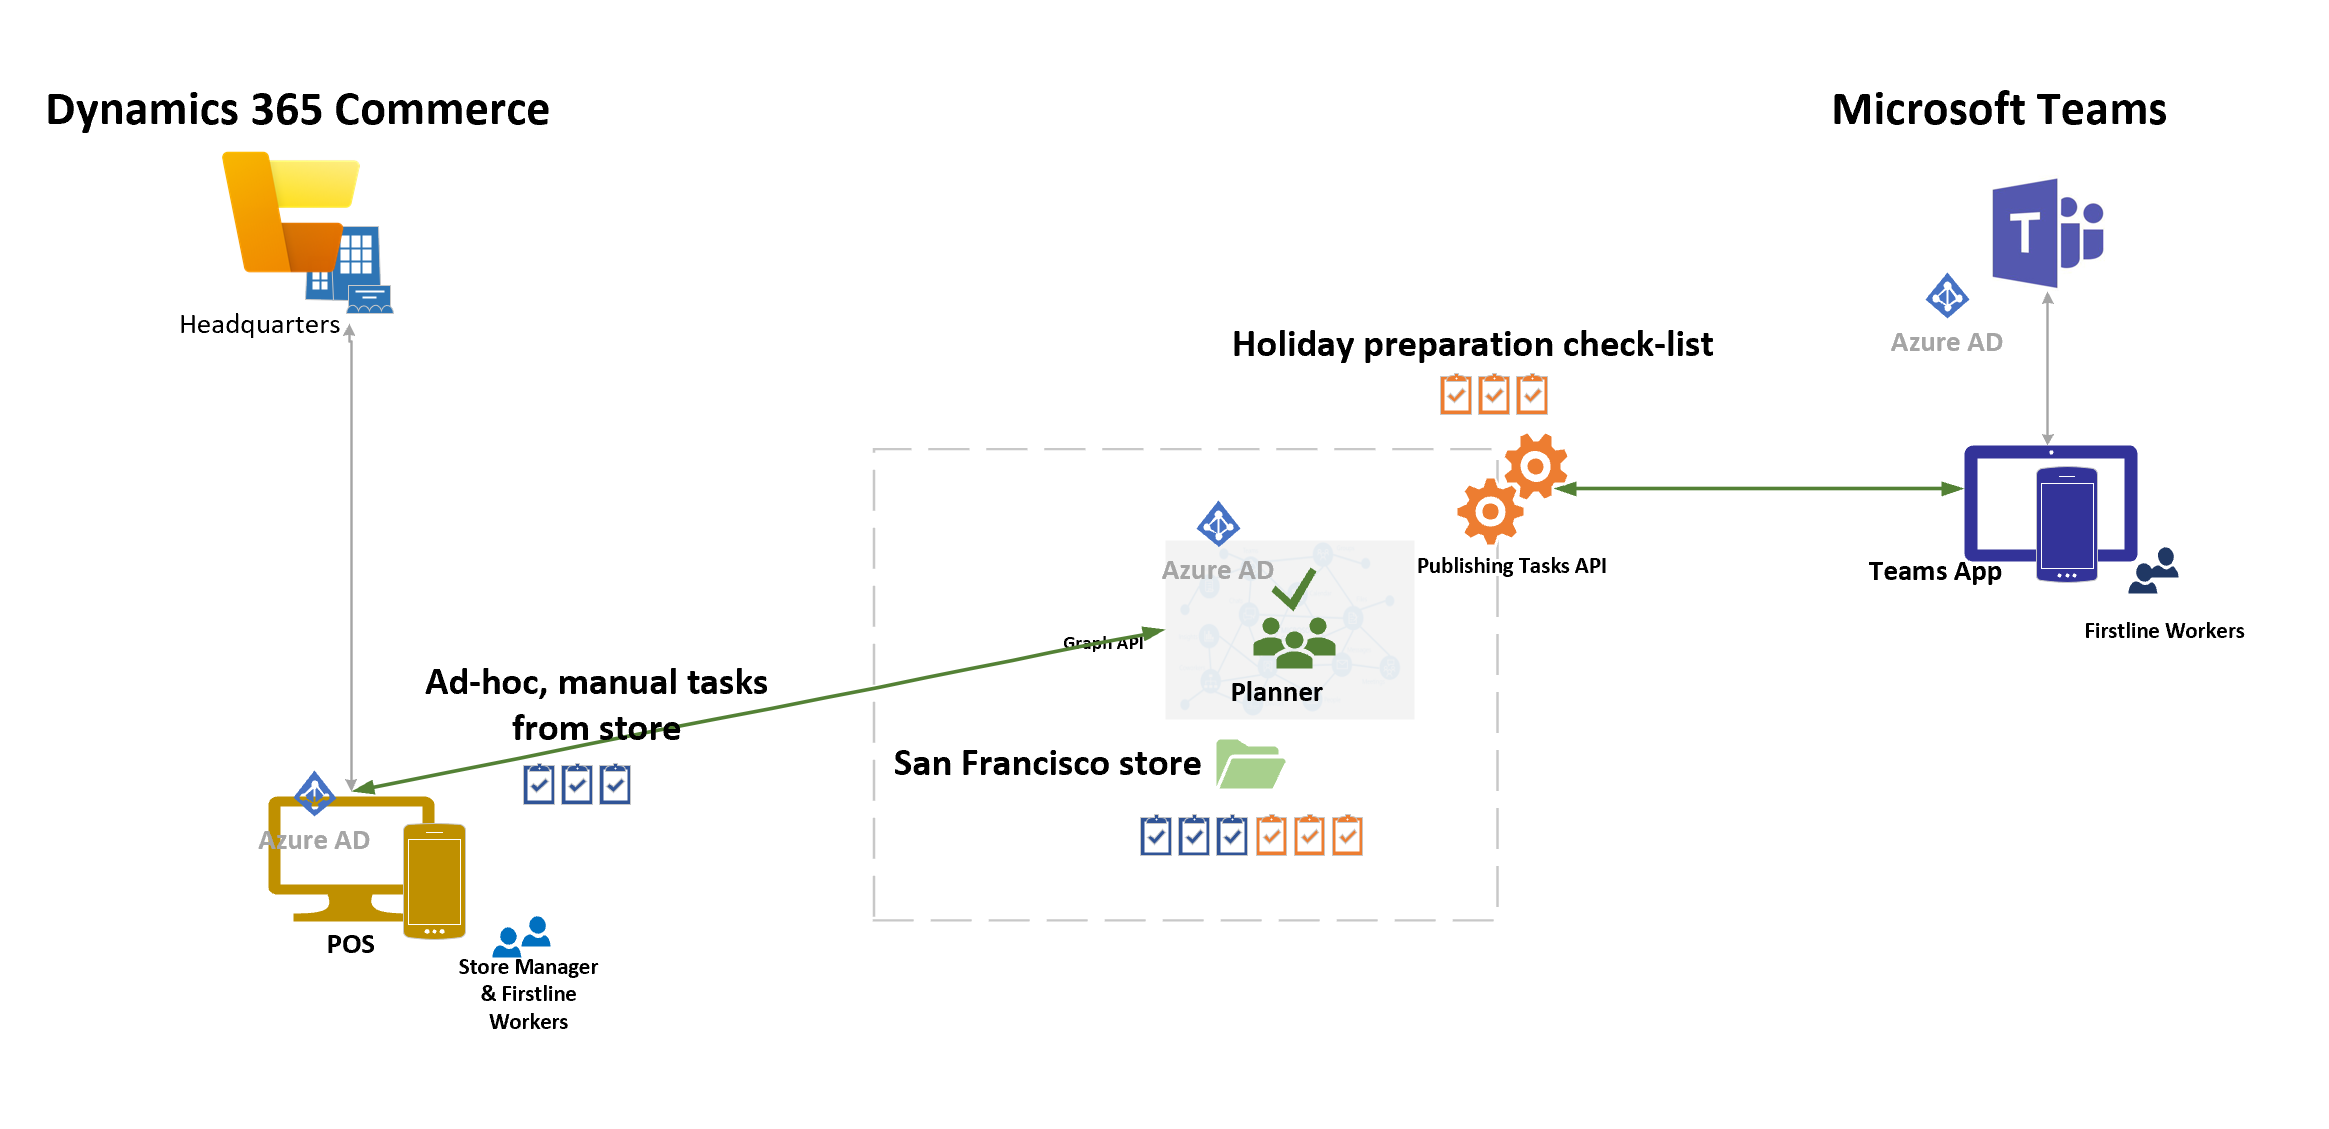 Dynamics 365 Commerce
Microsoft Teams
T
Headquarters
Azure AD
Holiday preparation check-list
Azure AD
Publishing Tasks API
Teams App
Firstline Workers
Graph API
Planner
Ad-hoc, manual tasks
from store
San Francisco store
Azure AD
POS
Store Manager
& Firstline
Workers